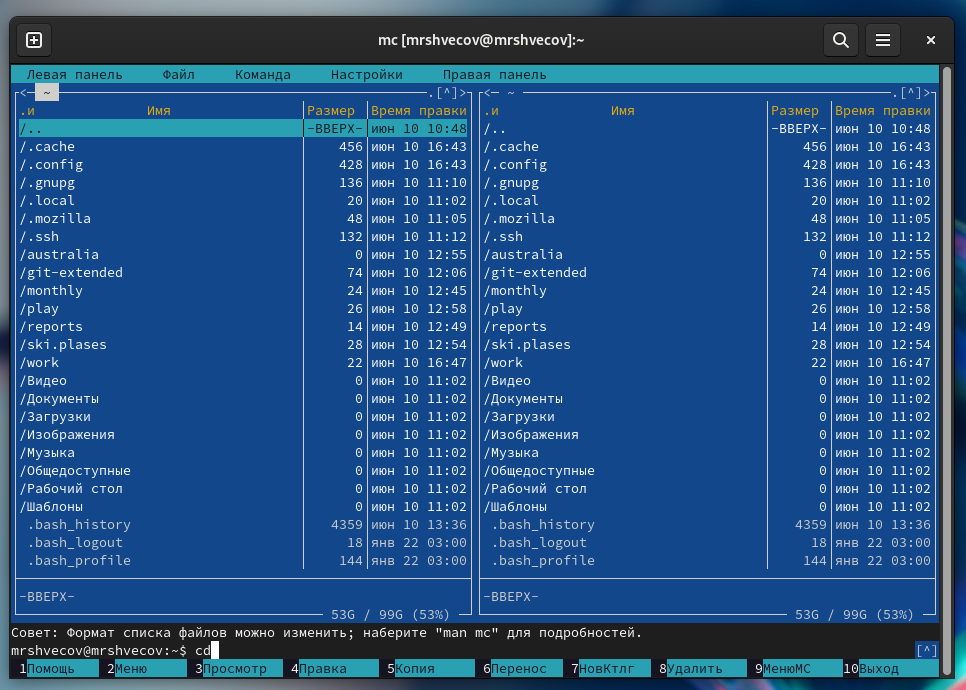 mc [mrshvecov@mrshvecov]:~
Левая панель Файл Команда Настройки Правая панель
<- ~ .[^]> <- ~ .[^]>
.и Имя Размер Время правки .и Имя Размер Время правки
/.. -ВВЕРХ- июн 10 10:48 /.. -ВВЕРХ- июн 10 10:48
/.cache 456 июн 10 16:43 /.cache 456 июн 10 16:43
/.config 428 июн 10 16:43 /.config 428 июн 10 16:43
/.gnupg 136 июн 10 11:10 /.gnupg 136 июн 10 11:10
/.local 20 июн 10 11:02 /.local 20 июн 10 11:02
/.mozilla 48 июн 10 11:05 /.mozilla 48 июн 10 11:05
/.ssh 132 июн 10 11:12 /.ssh 132 июн 10 11:12
/australia 0 июн 10 12:55 /australia 0 июн 10 12:55
/git-extended 74 июн 10 12:06 /git-extended 74 июн 10 12:06
/monthly 24 июн 10 12:45 /monthly 24 июн 10 12:45
/play 26 июн 10 12:58 /play 26 июн 10 12:58
/reports 14 июн 10 12:49 /reports 14 июн 10 12:49
/ski.plases 28 июн 10 12:54 /ski.plases 28 июн 10 12:54
/work 22 июн 10 16:47 /work 22 июн 10 16:47
/Видео 0 июн 10 11:02 /Видео 0 июн 10 11:02
/Документы 0 июн 10 11:02 /Документы 0 июн 10 11:02
/Загрузки 0 июн 10 11:02 /Загрузки 0 июн 10 11:02
/Изображения 0 июн 10 11:02 /Изображения 0 июн 10 11:02
/Музыка 0 июн 10 11:02 /Музыка 0 июн 10 11:02
/Общедоступные 0 июн 10 11:02 /Общедоступные 0 июн 10 11:02
/Рабочий стол 0 июн 10 11:02 /Рабочий стол 0 июн 10 11:02
/Шаблоны 0 июн 10 11:02 /Шаблоны 0 июн 10 11:02
.bash_history 4359 июн 10 13:36 .bash_history 4359 июн 10 13:36
.bash_logout 18 янв 22 03:00 .bash_logout 18 янв 22 03:00
.bash_profile 144 янв 22 03:00 .bash_profile 144 янв 22 03:00
-ВВЕРХ- -ВВЕРХ-
53G / 99G (53%) 53G / 99G (53%)
Совет: Формат списка файлов можно изменить; наберите "man mc" для подробностей.
mrshvecov@mrshvecov:~$ cd [^]
1Помощь 2Меню 3Просмотр 4Правка 5Копия 6Перенос 7НовКтлг 8Удалить 9МенюМС 10Выход